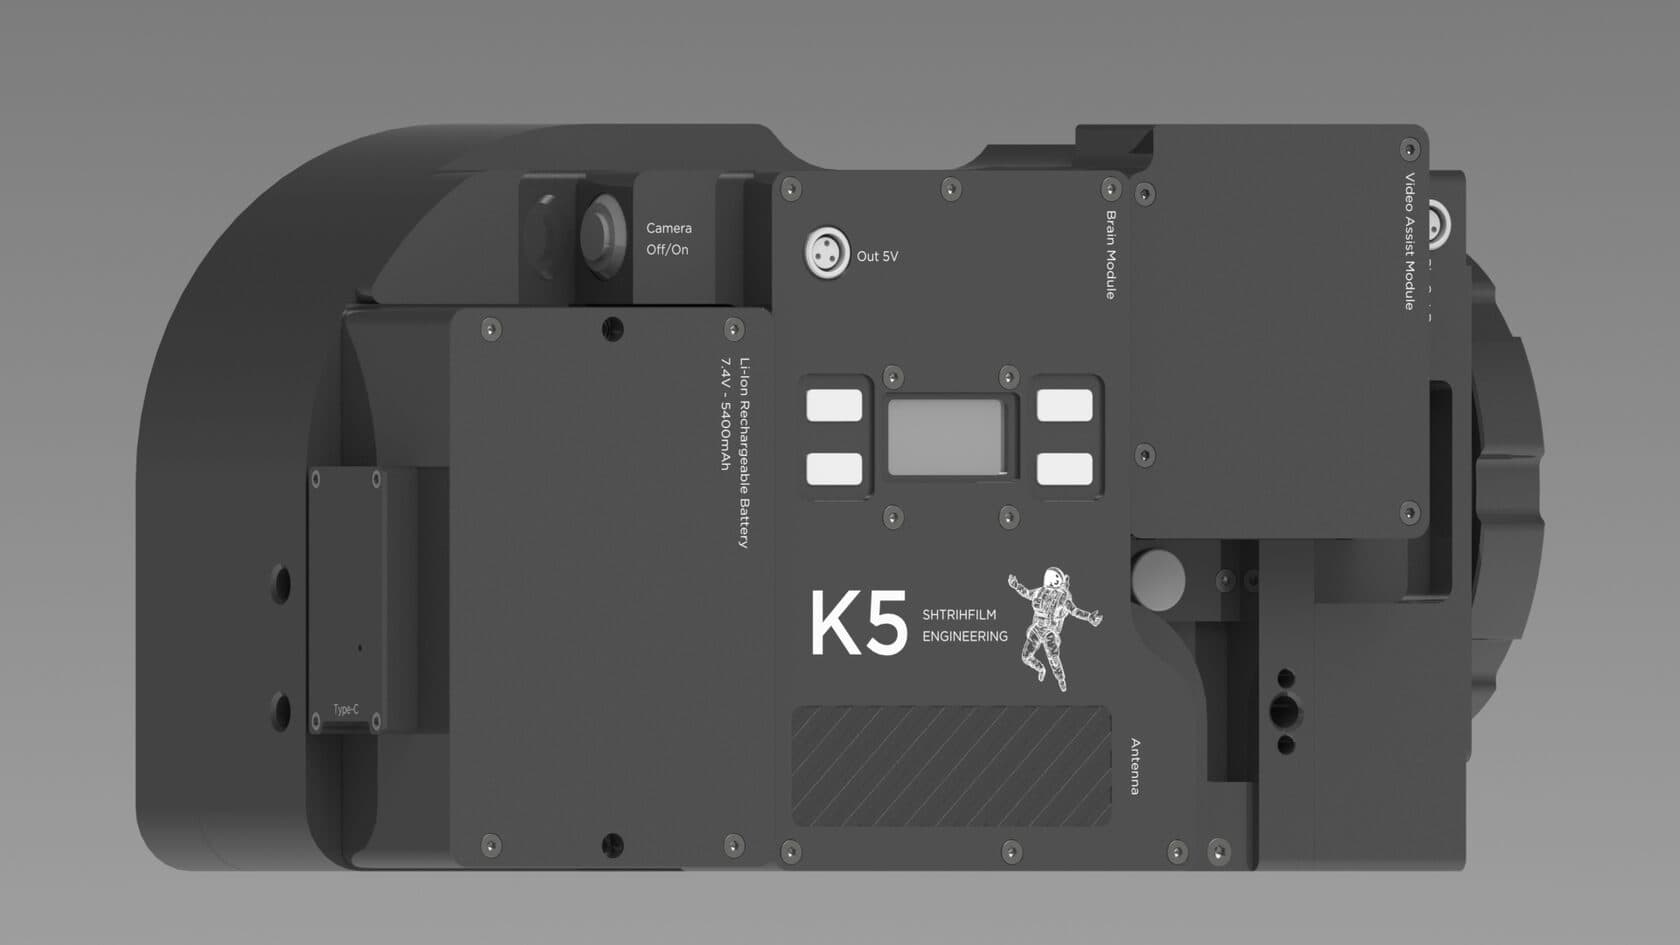 Camera
Off/On
Out 5V
Brain Module
Video Assist Module
Li-Ion Rechargeable Battery
7.4V - 5400mAh
K5
SHTRIHFILM
ENGINEERING
Type-C
Antenna